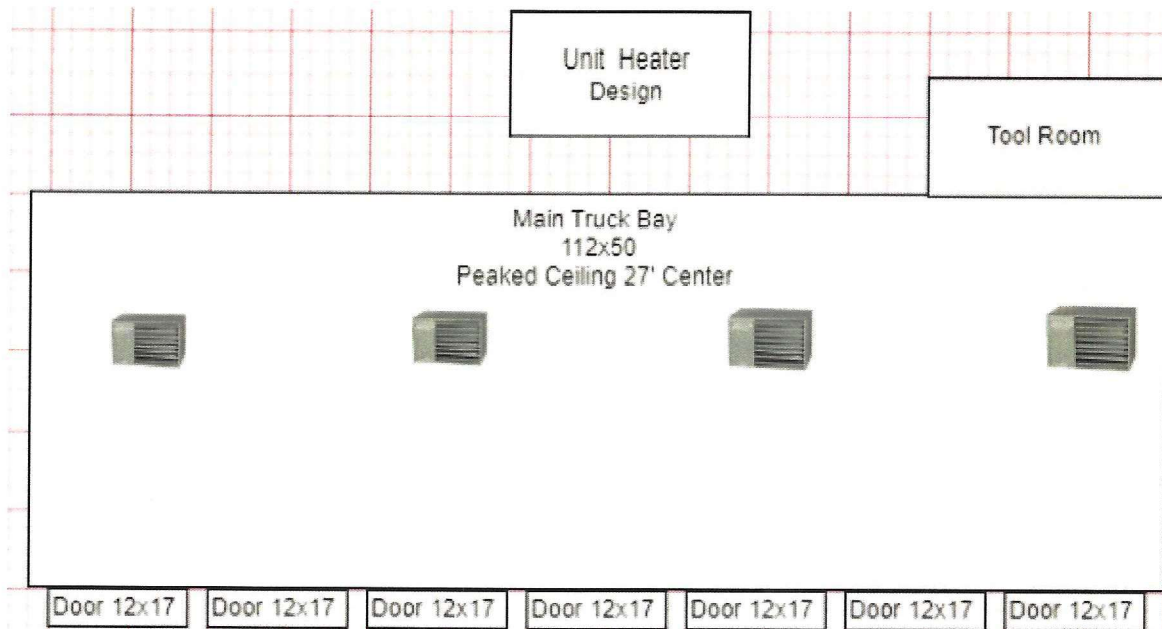 Unit Heater
Design
Tool Room
Main Truck Bay
112x50
Peaked Ceiling 27' Center
Door 12x17
Door 12x17
Door 12x17
Door 12x17
Door 12x17
Door 12x17
Door 12x17